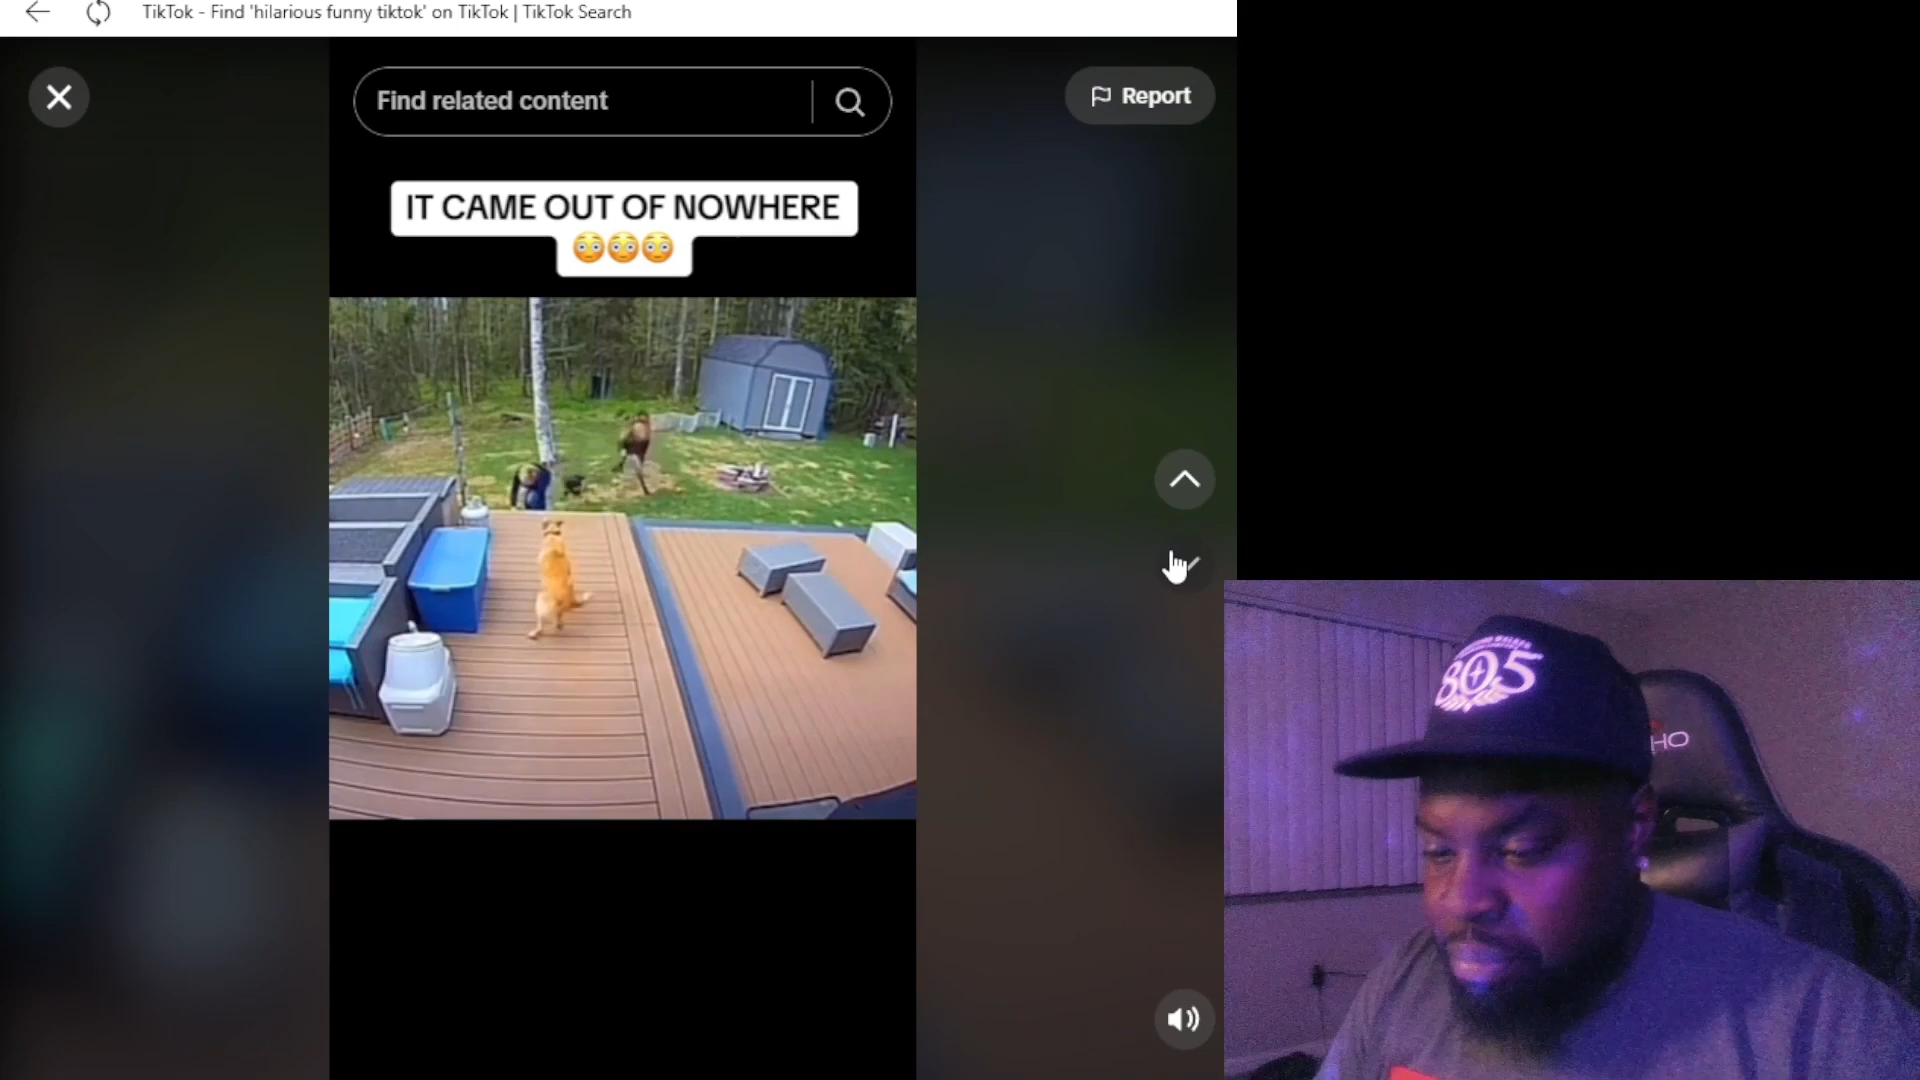 TikTok - Find 'hilarious funny tiktok' on TikTok | TikTok Search
Find related content
Report
IT CAME OUT OF NOWHERE
😳😳😳
805
HO